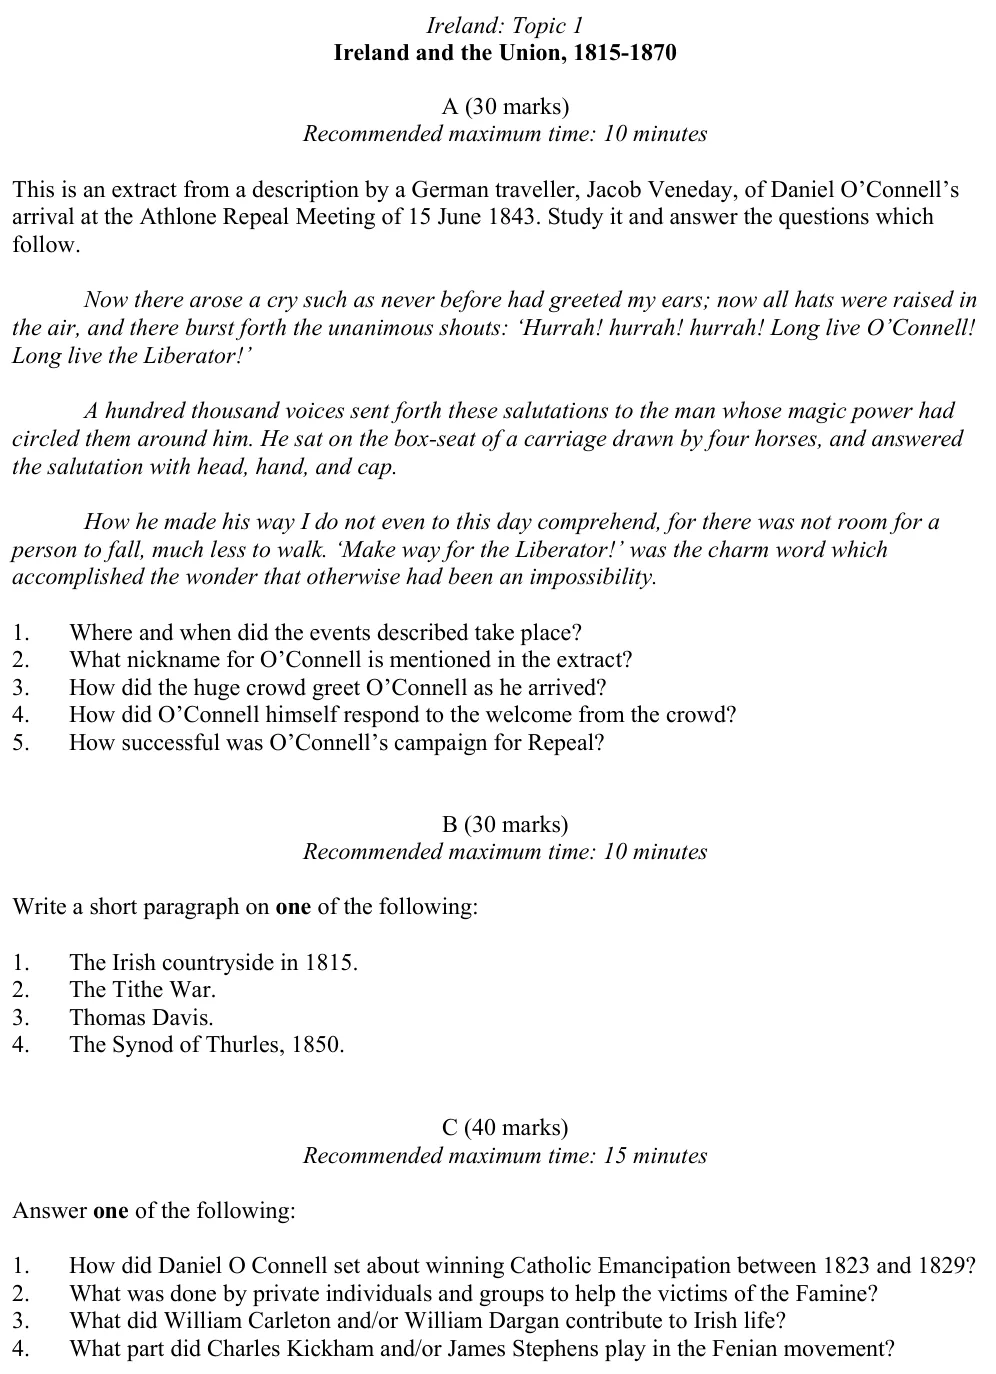 Ireland: Topic 1
Ireland and the Union, 1815-1870
A (30 marks)
Recommended maximum time: 10 minutes
This is an extract from a description by a German traveller, Jacob Veneday, of Daniel O’Connell’s
arrival at the Athlone Repeal Meeting of 15 June 1843. Study it and answer the questions which
follow.
Now there arose a cry such as never before had greeted my ears; now all hats were raised in
the air, and there burst forth the unanimous shouts: ‘Hurrah! hurrah! hurrah! Long live O’Connell!
Long live the Liberator!’
A hundred thousand voices sent forth these salutations to the man whose magic power had
circled them around him. He sat on the box-seat of a carriage drawn by four horses, and answered
the salutation with head, hand, and cap.
How he made his way I do not even to this day comprehend, for there was not room for a
person to fall, much less to walk. ‘Make way for the Liberator!’ was the charm word which
accomplished the wonder that otherwise had been an impossibility.
1. Where and when did the events described take place?
2. What nickname for O’Connell is mentioned in the extract?
3. How did the huge crowd greet O’Connell as he arrived?
4. How did O’Connell himself respond to the welcome from the crowd?
5. How successful was O’Connell’s campaign for Repeal?
B (30 marks)
Recommended maximum time: 10 minutes
Write a short paragraph on one of the following:
1. The Irish countryside in 1815.
2. The Tithe War.
3. Thomas Davis.
4. The Synod of Thurles, 1850.
C (40 marks)
Recommended maximum time: 15 minutes
Answer one of the following:
1. How did Daniel O Connell set about winning Catholic Emancipation between 1823 and 1829?
2. What was done by private individuals and groups to help the victims of the Famine?
3. What did William Carleton and/or William Dargan contribute to Irish life?
4. What part did Charles Kickham and/or James Stephens play in the Fenian movement?